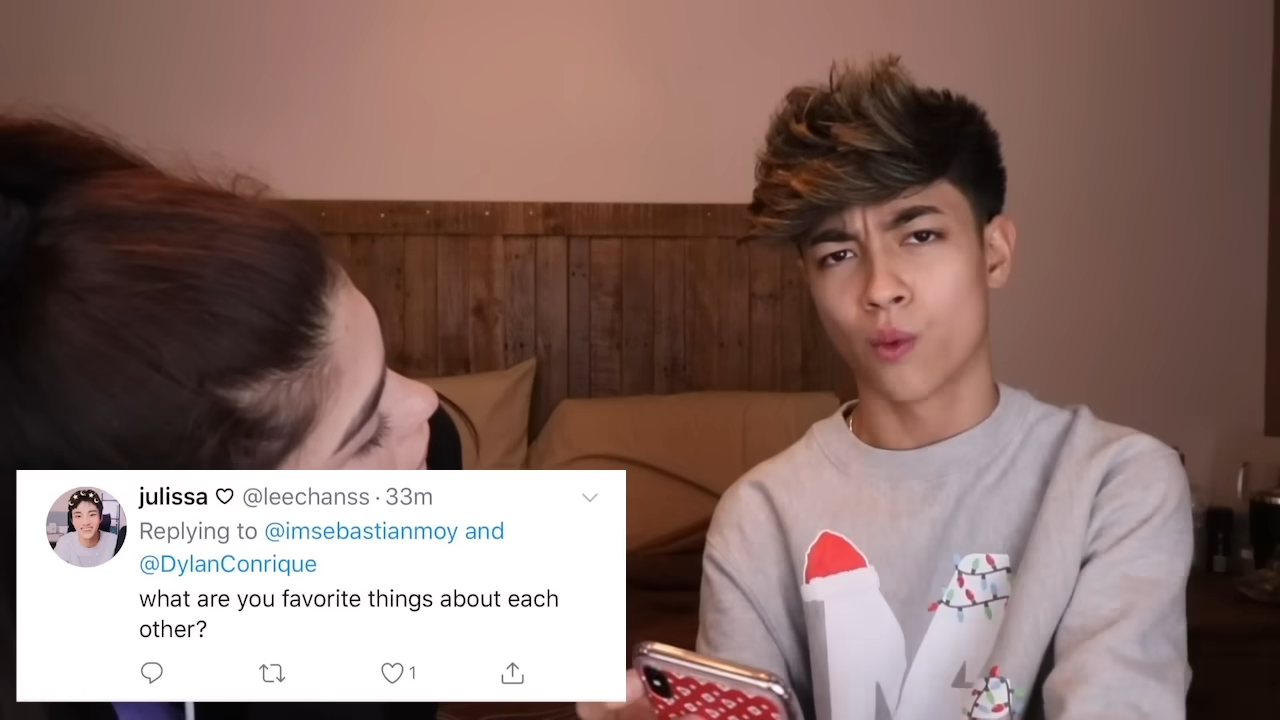 julissa ♡ @leechanss · 33m
Replying to @imsebastianmoy and
@DylanConrique
what are you favorite things about each
other?
1
M